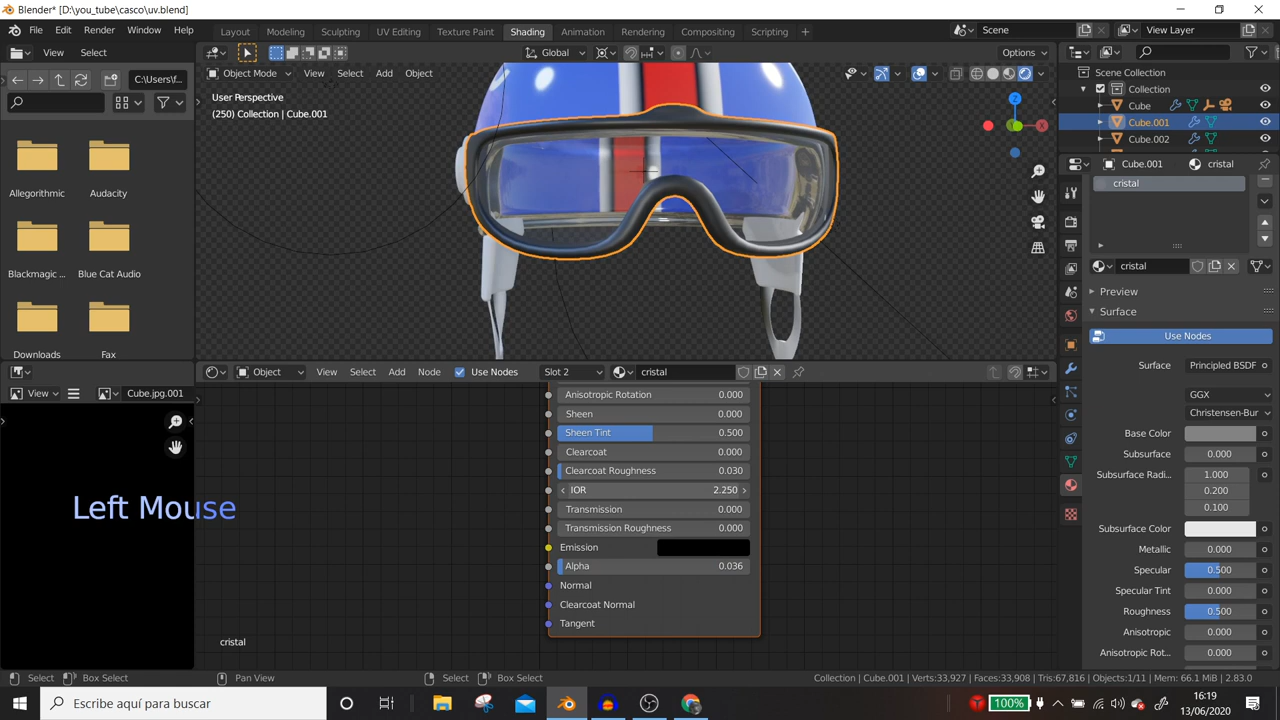 Blender* [D:\you_tube\casco\uv.blend]
File Edit Render Window Help Layout Modeling Sculpting UV Editing Texture Paint Shading Animation Rendering Compositing Scripting + Scene View Layer
View Select Global Options Scene Collection
Collection
Object Mode View Select Add Object
C:\Users\f...
User Perspective
(250) Collection | Cube.001
Cube
Cube.001
Cube.002
Allegorithmic Audacity
Blackmagic ... Blue Cat Audio
Downloads Fax
X
Z
Cube.001 cristal
cristal
cristal
Preview
Surface
Use Nodes
Surface Principled BSDF
GGX
Christensen-Bur
Base Color
Subsurface 0.000
Subsurface Radi... 1.000
0.200
0.100
Subsurface Color
Metallic 0.000
Specular 0.500
Specular Tint 0.000
Roughness 0.500
Anisotropic 0.000
Anisotropic Rot... 0.000
Object View Select Add Node Use Nodes Slot 2 cristal
View Cube.jpg.001
Anisotropic Rotation 0.000
Sheen 0.000
Sheen Tint 0.500
Clearcoat 0.000
Clearcoat Roughness 0.030
IOR 2.250
Transmission 0.000
Transmission Roughness 0.000
Emission
Alpha 0.036
Normal
Clearcoat Normal
Tangent
Left Mouse
cristal
Select Box Select Pan View Select Box Select Collection | Cube.001 | Verts:33,927 | Faces:33,908 | Tris:67,816 | Objects:1/11 | Mem: 66.1 MiB | 2.83.0
Escribe aquí para buscar
100%
16:19
13/06/2020